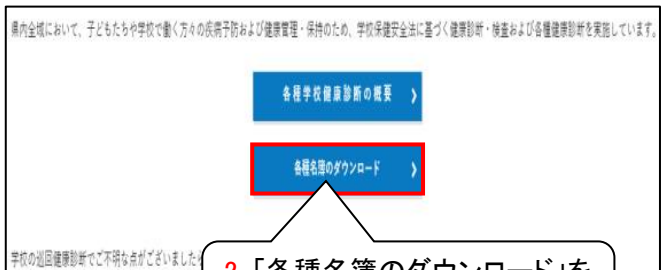 県内全域において、子どもたちや学校で働く方々の疾病予防および健康管理・保持のため、学校保健安全法に基づく健康診断・検査および各種健康診断を実施しています。
各種学校健康診断の概要 〉
各種名簿のダウンロード 〉
学校の巡回健康診断でご不明な点がございましたら
2.「各種名簿のダウンロード」を